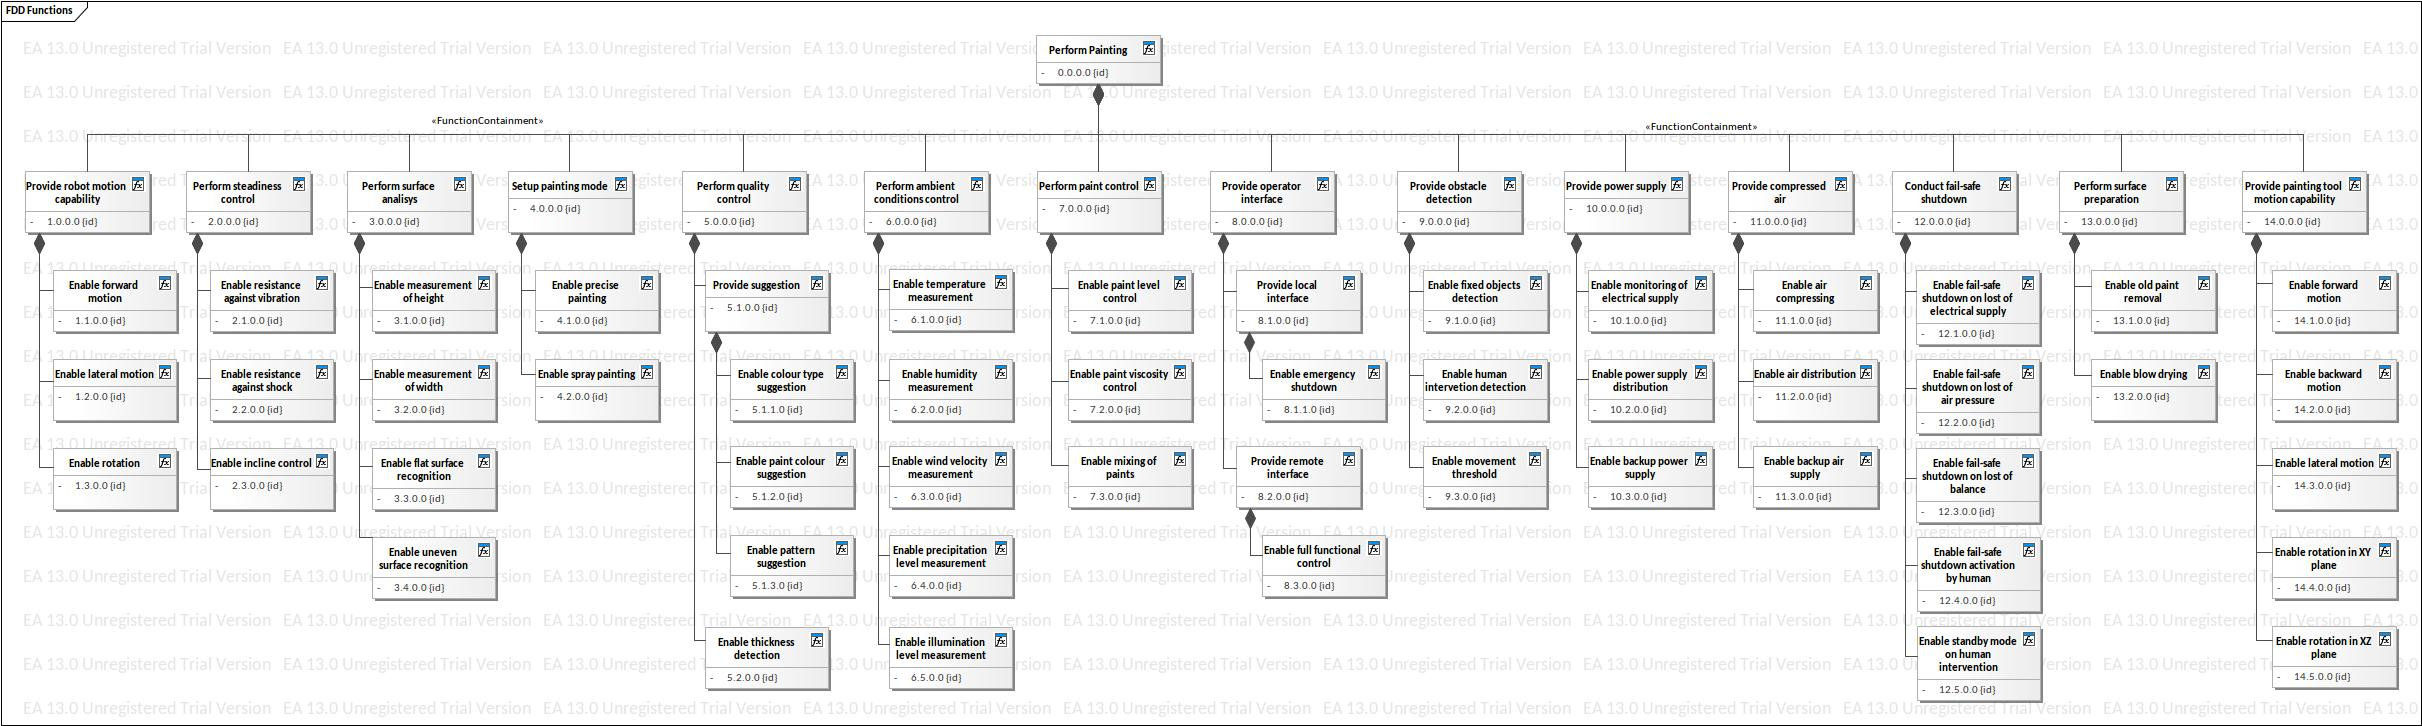 FDD Functions
Perform Painting
- 0.0.0.0 {id}
«FunctionContainment»
«FunctionContainment»
Provide robot motion
capability
- 1.0.0.0 {id}
Enable forward
motion
- 1.1.0.0 {id}
Enable lateral motion
- 1.2.0.0 {id}
Enable rotation
- 1.3.0.0 {id}
Perform steadiness
control
- 2.0.0.0 {id}
Enable resistance
against vibration
- 2.1.0.0 {id}
Enable resistance
against shock
- 2.2.0.0 {id}
Enable incline control
- 2.3.0.0 {id}
Perform surface
analisys
- 3.0.0.0 {id}
Enable measurement
of height
- 3.1.0.0 {id}
Enable measurement
of width
- 3.2.0.0 {id}
Enable flat surface
recognition
- 3.3.0.0 {id}
Enable uneven
surface recognition
- 3.4.0.0 {id}
Setup painting mode
- 4.0.0.0 {id}
Enable precise
painting
- 4.1.0.0 {id}
Enable spray painting
- 4.2.0.0 {id}
Perform quality
control
- 5.0.0.0 {id}
Provide suggestion
- 5.1.0.0 {id}
Enable colour type
suggestion
- 5.1.1.0 {id}
Enable paint colour
suggestion
- 5.1.2.0 {id}
Enable pattern
suggestion
- 5.1.3.0 {id}
Enable thickness
detection
- 5.2.0.0 {id}
Perform ambient
conditions control
- 6.0.0.0 {id}
Enable temperature
measurement
- 6.1.0.0 {id}
Enable humidity
measurement
- 6.2.0.0 {id}
Enable wind velocity
measurement
- 6.3.0.0 {id}
Enable precipitation
level measurement
- 6.4.0.0 {id}
Enable illumination
level measurement
- 6.5.0.0 {id}
Perform paint control
- 7.0.0.0 {id}
Enable paint level
control
- 7.1.0.0 {id}
Enable paint viscosity
control
- 7.2.0.0 {id}
Enable mixing of
paints
- 7.3.0.0 {id}
Provide operator
interface
- 8.0.0.0 {id}
Provide local
interface
- 8.1.0.0 {id}
Enable emergency
shutdown
- 8.1.1.0 {id}
Provide remote
interface
- 8.2.0.0 {id}
Enable full functional
control
- 8.3.0.0 {id}
Provide obstacle
detection
- 9.0.0.0 {id}
Enable fixed objects
detection
- 9.1.0.0 {id}
Enable human
intervetion detection
- 9.2.0.0 {id}
Enable movement
threshold
- 9.3.0.0 {id}
Provide power supply
- 10.0.0.0 {id}
Enable monitoring of
electrical supply
- 10.1.0.0 {id}
Enable power supply
distribution
- 10.2.0.0 {id}
Enable backup power
supply
- 10.3.0.0 {id}
Provide compressed
air
- 11.0.0.0 {id}
Enable air
compressing
- 11.1.0.0 {id}
Enable air distribution
- 11.2.0.0 {id}
Enable backup air
supply
- 11.3.0.0 {id}
Conduct fail-safe
shutdown
- 12.0.0.0 {id}
Enable fail-safe
shutdown on lost of
electrical supply
- 12.1.0.0 {id}
Enable fail-safe
shutdown on lost of
air pressure
- 12.2.0.0 {id}
Enable fail-safe
shutdown on lost of
balance
- 12.3.0.0 {id}
Enable fail-safe
shutdown activation
by human
- 12.4.0.0 {id}
Enable standby mode
on human
intervention
- 12.5.0.0 {id}
Perform surface
preparation
- 13.0.0.0 {id}
Enable old paint
removal
- 13.1.0.0 {id}
Enable blow drying
- 13.2.0.0 {id}
Provide painting tool
motion capability
- 14.0.0.0 {id}
Enable forward
motion
- 14.1.0.0 {id}
Enable backward
motion
- 14.2.0.0 {id}
Enable lateral motion
- 14.3.0.0 {id}
Enable rotation in XY
plane
- 14.4.0.0 {id}
Enable rotation in XZ
plane
- 14.5.0.0 {id}
EA 13.0 Unregistered Trial Version